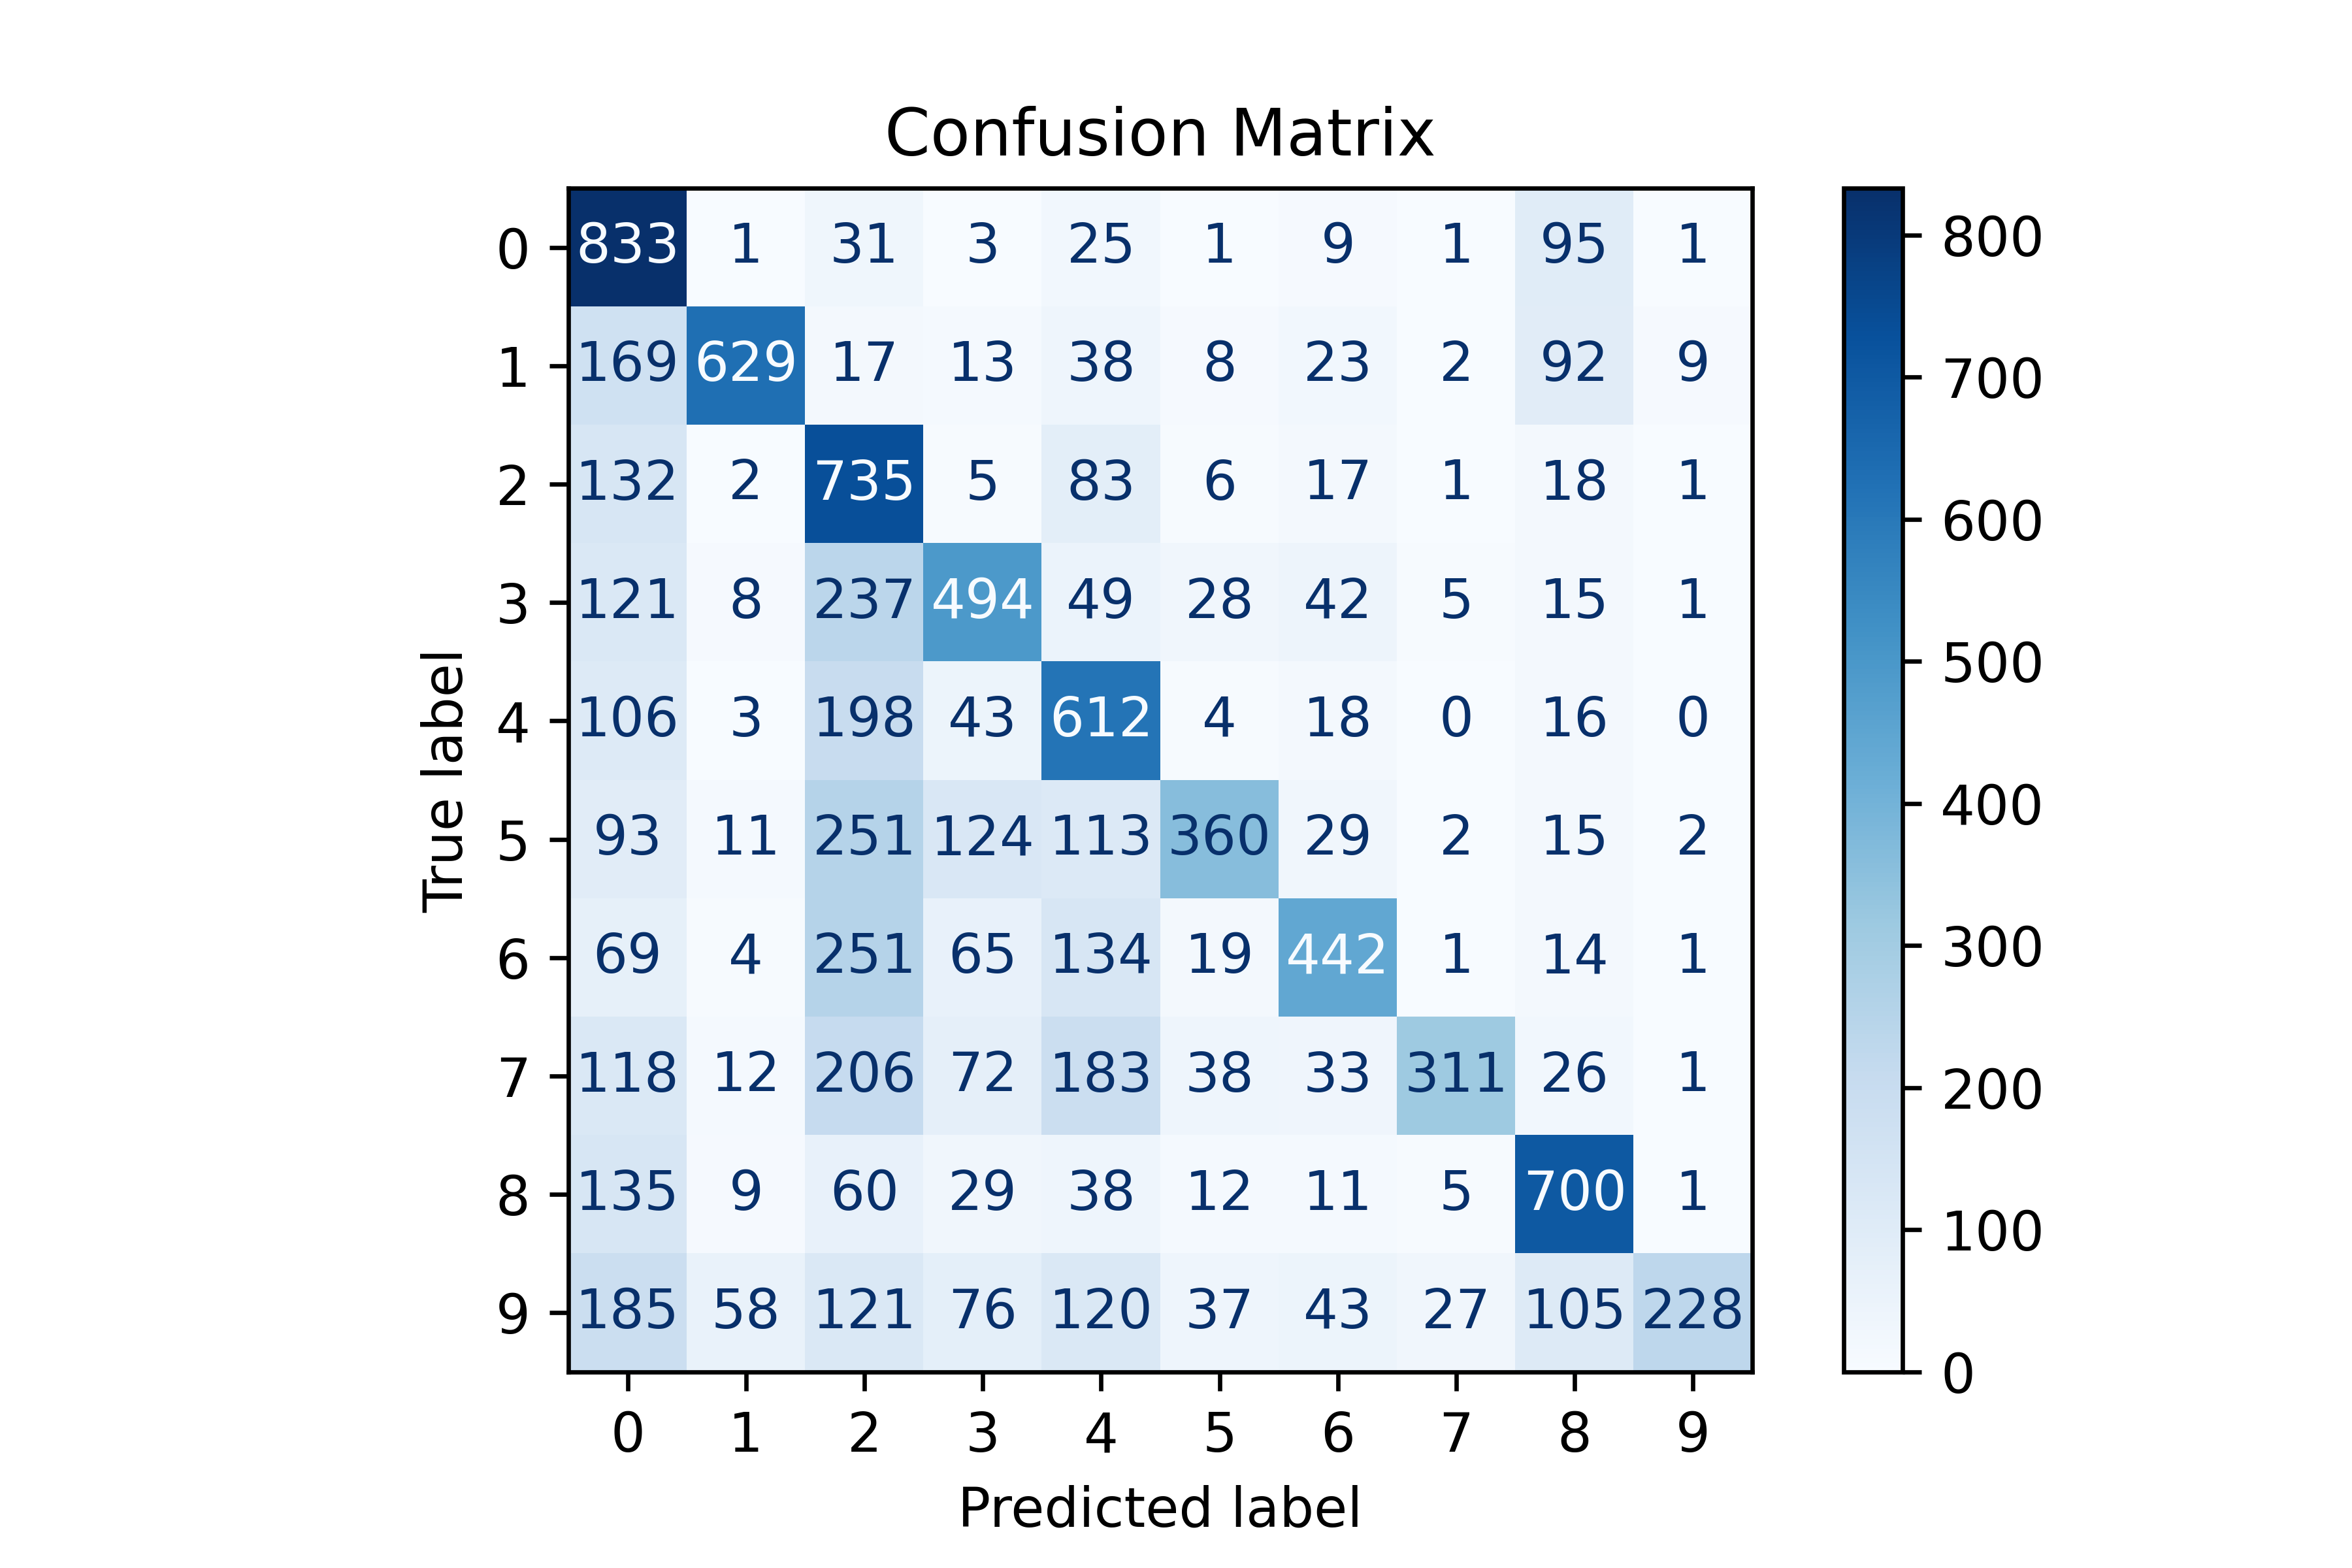 Confusion Matrix
0 833 1 31 3 25 1 9 1 95 1
1 169 629 17 13 38 8 23 2 92 9
2 132 2 735 5 83 6 17 1 18 1
3 121 8 237 494 49 28 42 5 15 1
4 106 3 198 43 612 4 18 0 16 0
5 93 11 251 124 113 360 29 2 15 2
6 69 4 251 65 134 19 442 1 14 1
7 118 12 206 72 183 38 33 311 26 1
8 135 9 60 29 38 12 11 5 700 1
9 185 58 121 76 120 37 43 27 105 228
0 1 2 3 4 5 6 7 8 9
Predicted label
True label
800
700
600
500
400
300
200
100
0